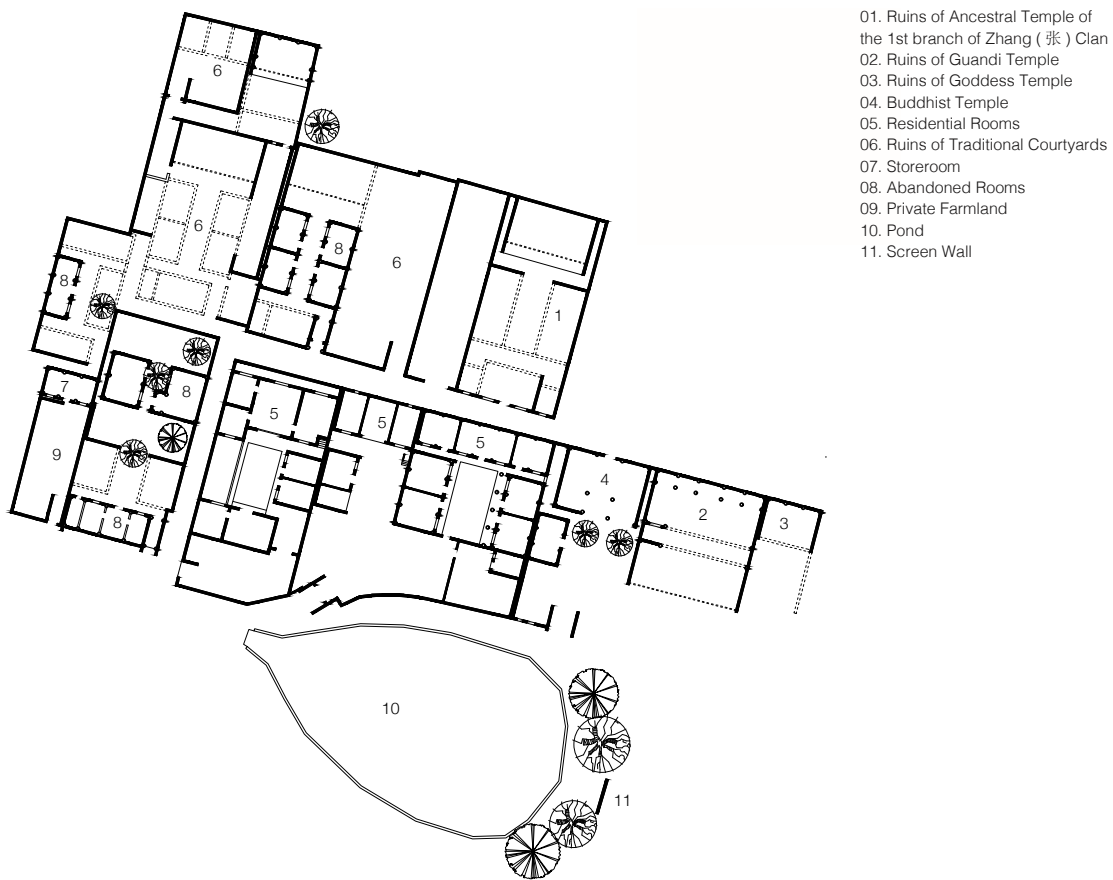 01. Ruins of Ancestral Temple of
the 1st branch of Zhang ( 张 ) Clan
02. Ruins of Guandi Temple
03. Ruins of Goddess Temple
04. Buddhist Temple
05. Residential Rooms
06. Ruins of Traditional Courtyards
07. Storeroom
08. Abandoned Rooms
09. Private Farmland
10. Pond
11. Screen Wall
6
6
8
6
8
1
7
8
5
5
5
9
4
2
3
8
10
11